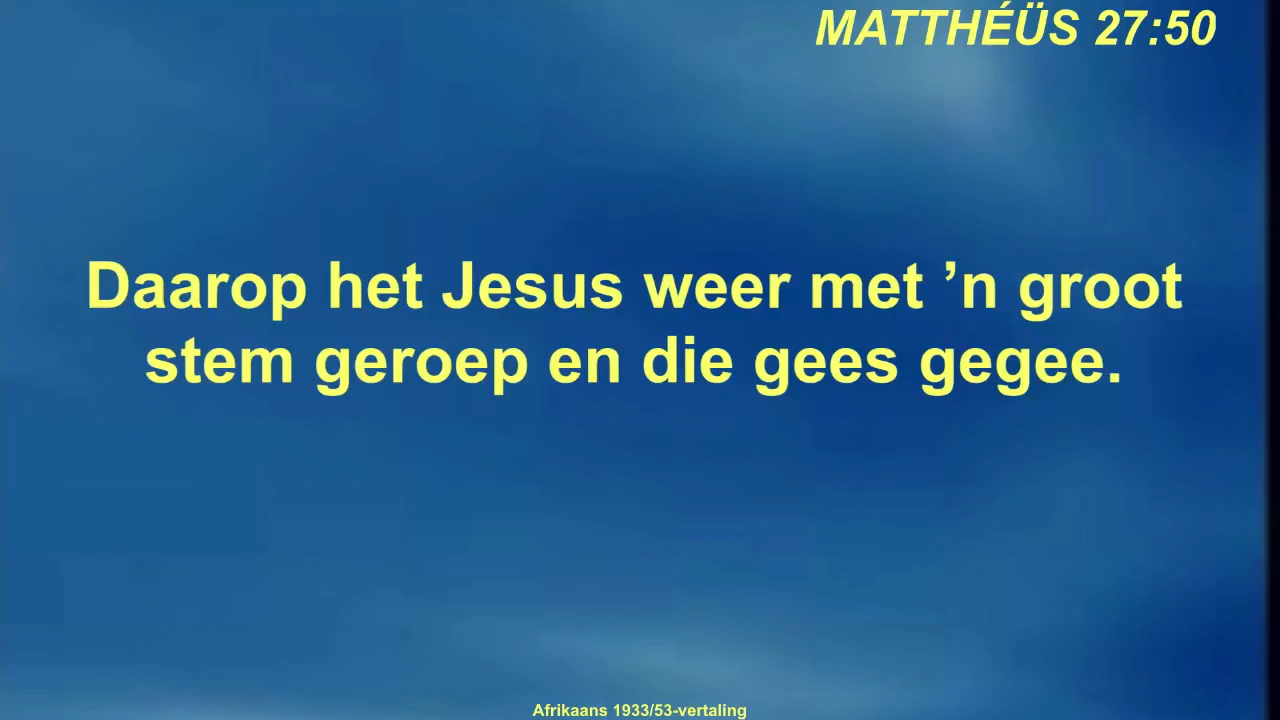 MATTHÉÜS 27:50
Daarop het Jesus weer met ’n groot
stem geroep en die gees gegee.
Afrikaans 1933/53-vertaling